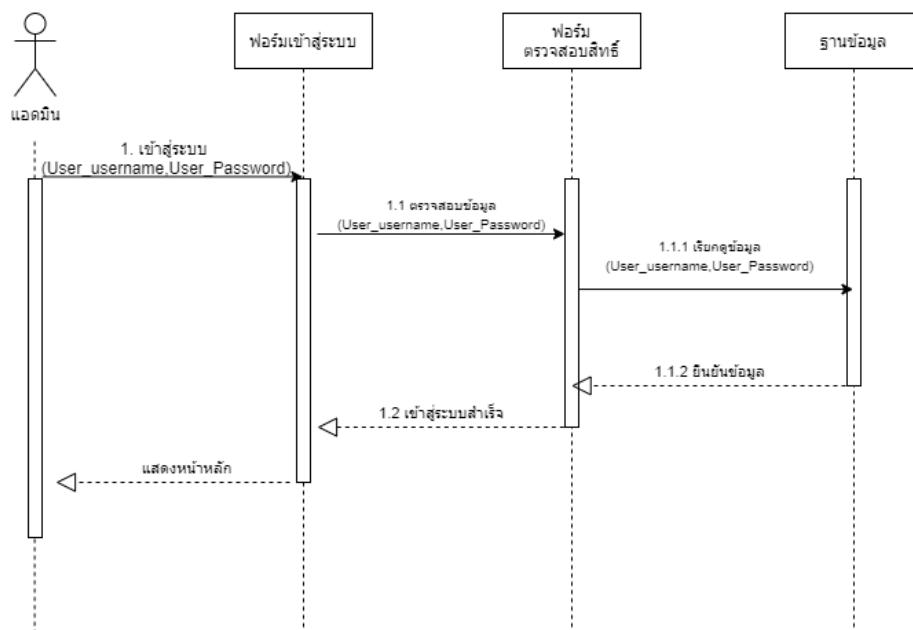 ฟอร์มเข้าสู่ระบบ
ฟอร์ม
ตรวจสอบสิทธิ์
ฐานข้อมูล
แอดมิน
1. เข้าสู่ระบบ
(User_username,User_Password)
1.1 ตรวจสอบข้อมูล
(User_username,User_Password)
1.1.1 เรียกดูข้อมูล
(User_username,User_Password)
1.1.2 ยืนยันข้อมูล
1.2 เข้าสู่ระบบสำเร็จ
แสดงหน้าหลัก